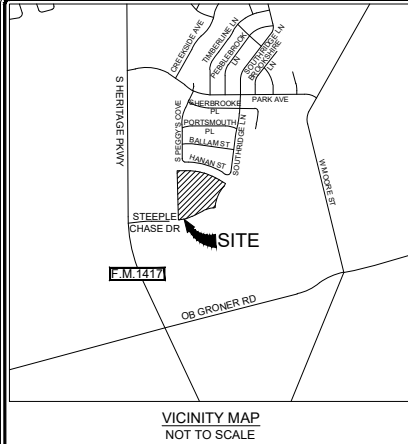 CREEKSIDE AVE
TIMBERLINE LN
PEBBLEBROOK
LN
SOUTHRIDGE LN
BROOKSHIRE
LN
S HERITAGE PKWY
PARK AVE
SHERBROOKE
PL
PORTSMOUTH
PL
BALLAM ST
HANAN ST
S PEGGY'S COVE
SOUTHRIDGE LN
W MOORE ST
STEEPLE
CHASE DR
SITE
F.M.1417
OB GRONER RD
VICINITY MAP
NOT TO SCALE